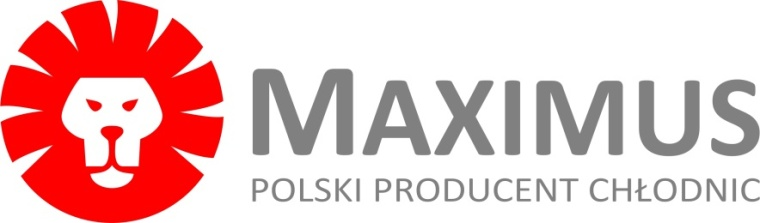 MAXIMUS
POLSKI PRODUCENT CHŁODNIC